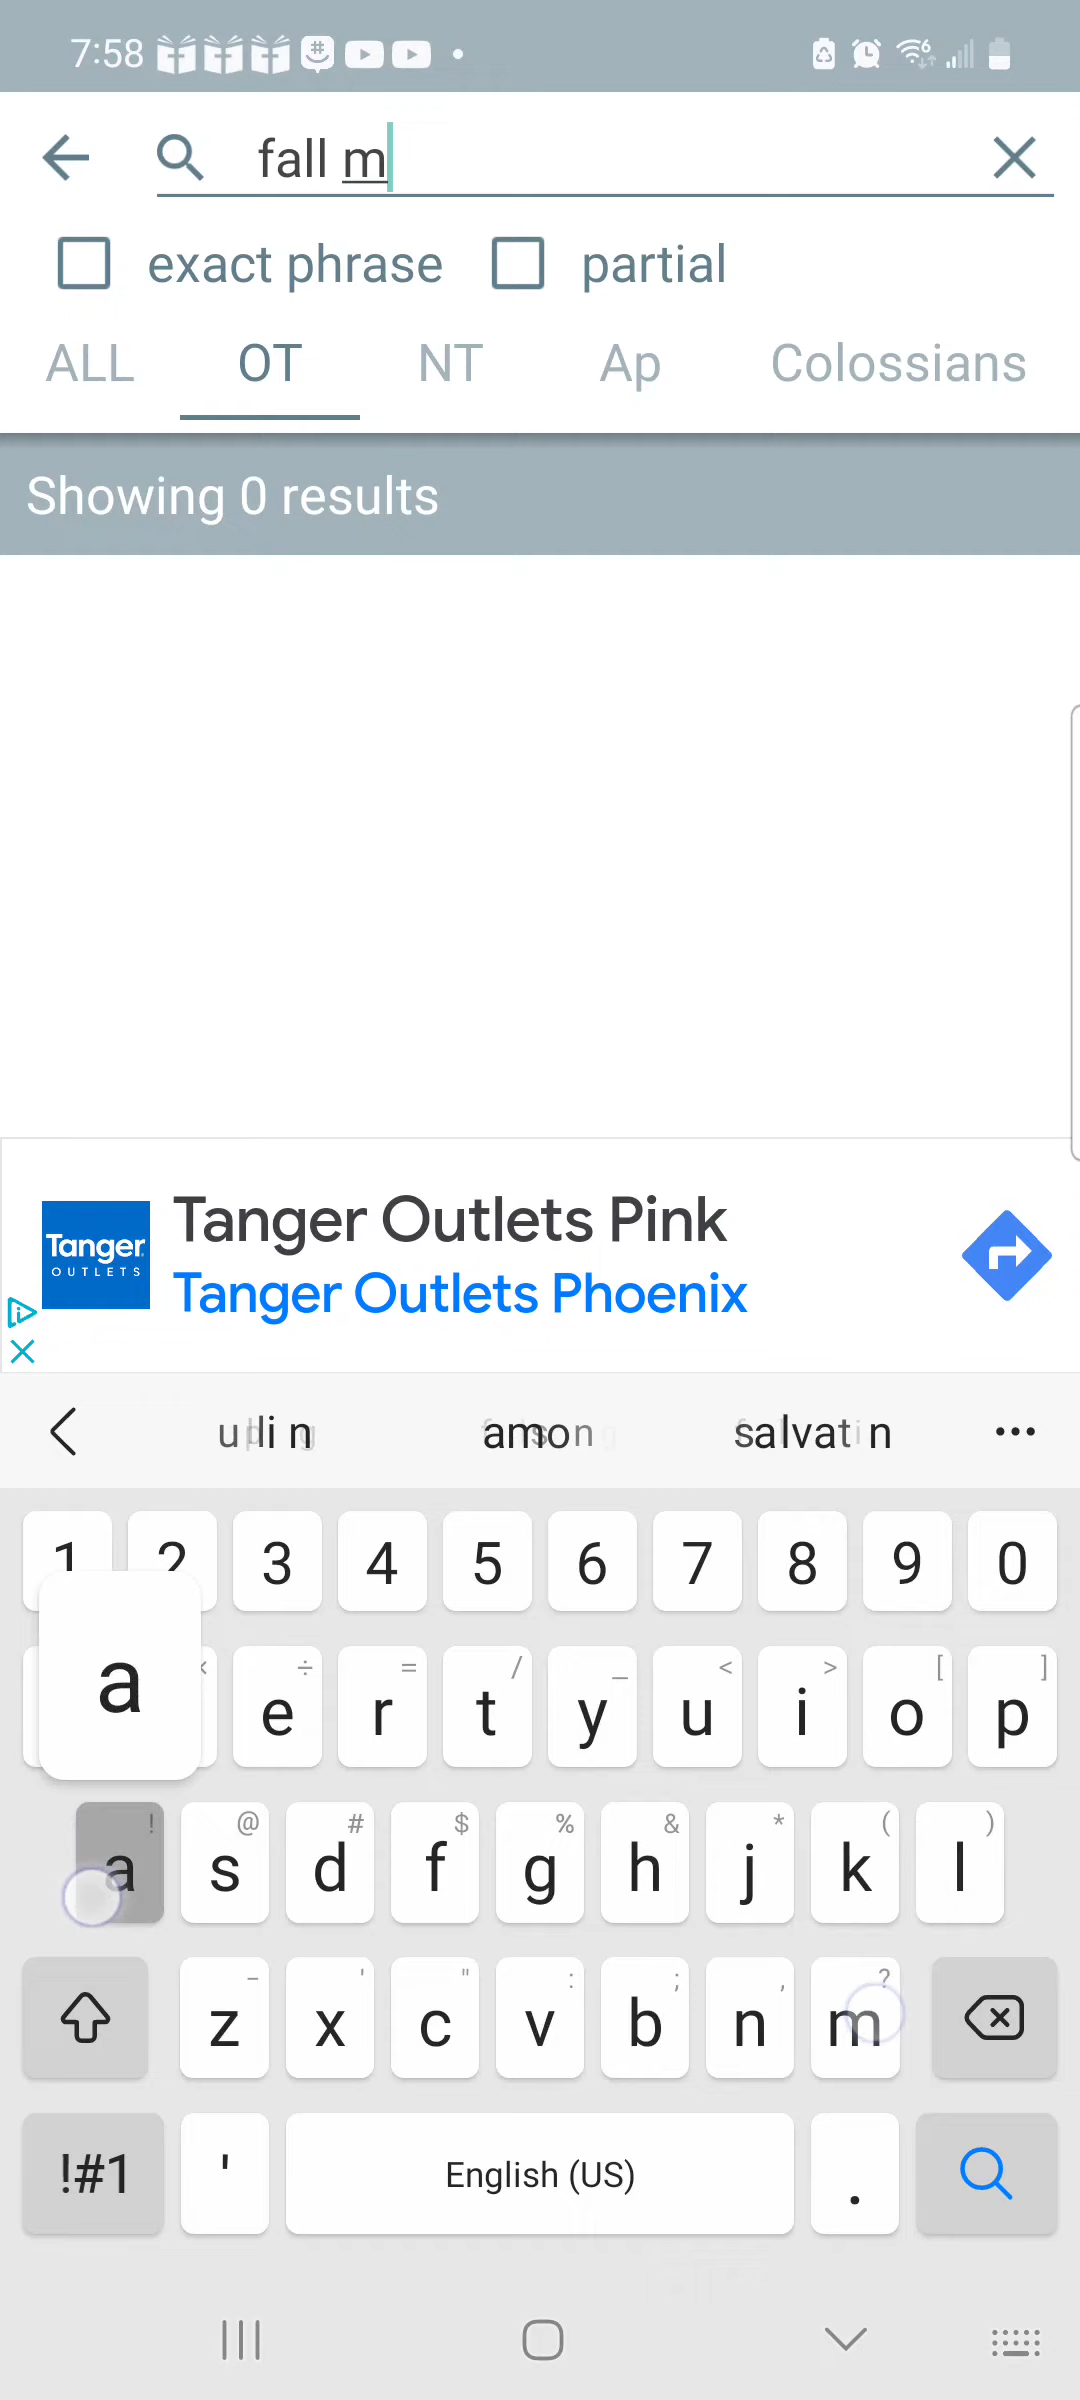 7:58
6
fall m
exact phrase partial
ALL OT NT Ap Colossians
Showing 0 results
Tanger Outlets Pink
Tanger
OUTLETS
Tanger Outlets Phoenix
1 2 3 4 5 6 7 8 9 0
a
÷ = / _ < > [ ]
e r t y u i o p
! @ # $ % & * ( )
a s d f g h j k l
- ' " : ; , ?
z x c v b n m
!#1 ' English (US) .